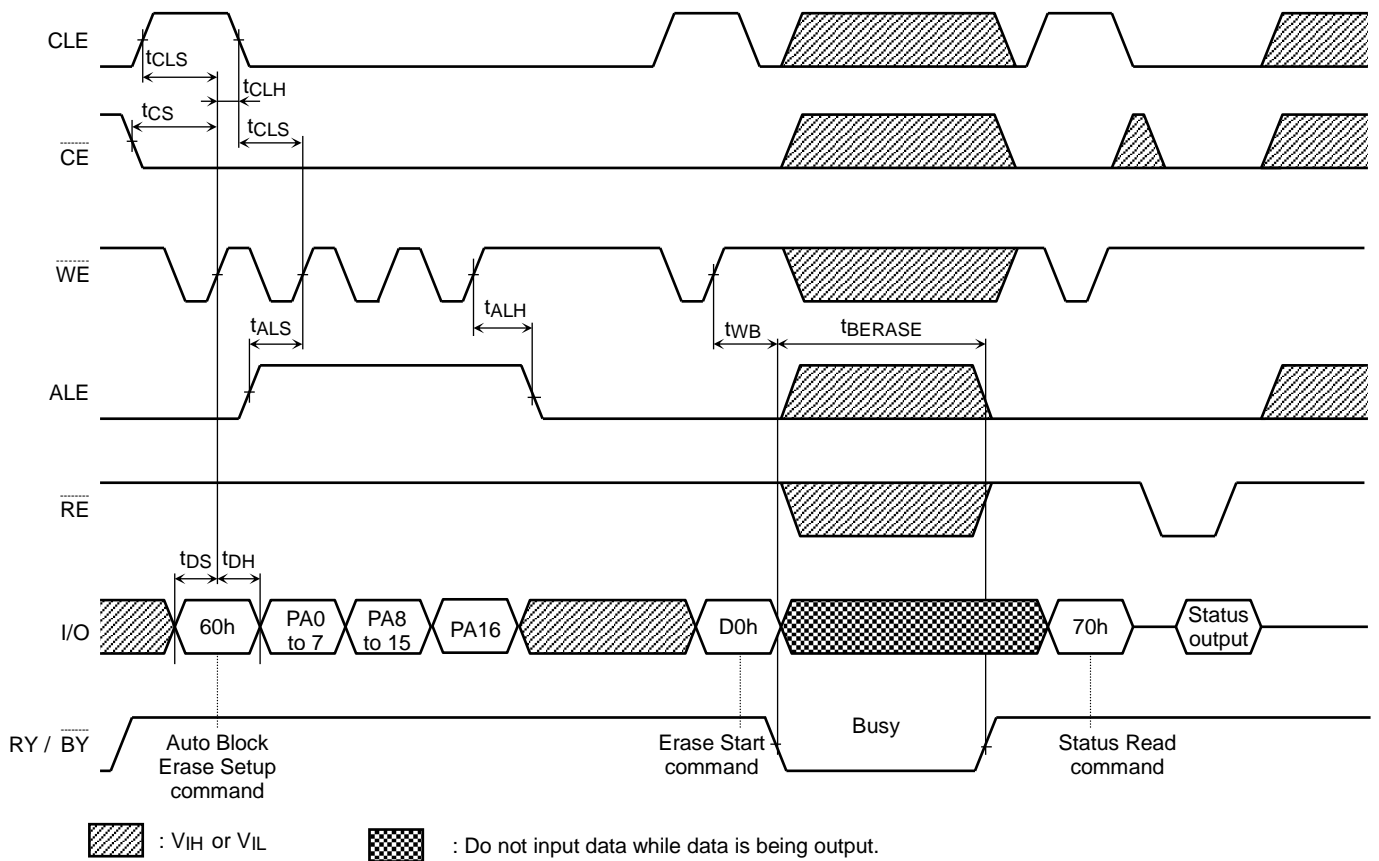 CLE
tCLS
tCLH
tCS
tCLS
CE
WE
tALS
tALH
tWB
tBERASE
ALE
RE
tDS
tDH
I/O
60h
PA0
to 7
PA8
to 15
PA16
D0h
70h
Status
output
RY / BY
Busy
Auto Block
Erase Setup
command
Erase Start
command
Status Read
command
: VIH or VIL
: Do not input data while data is being output.